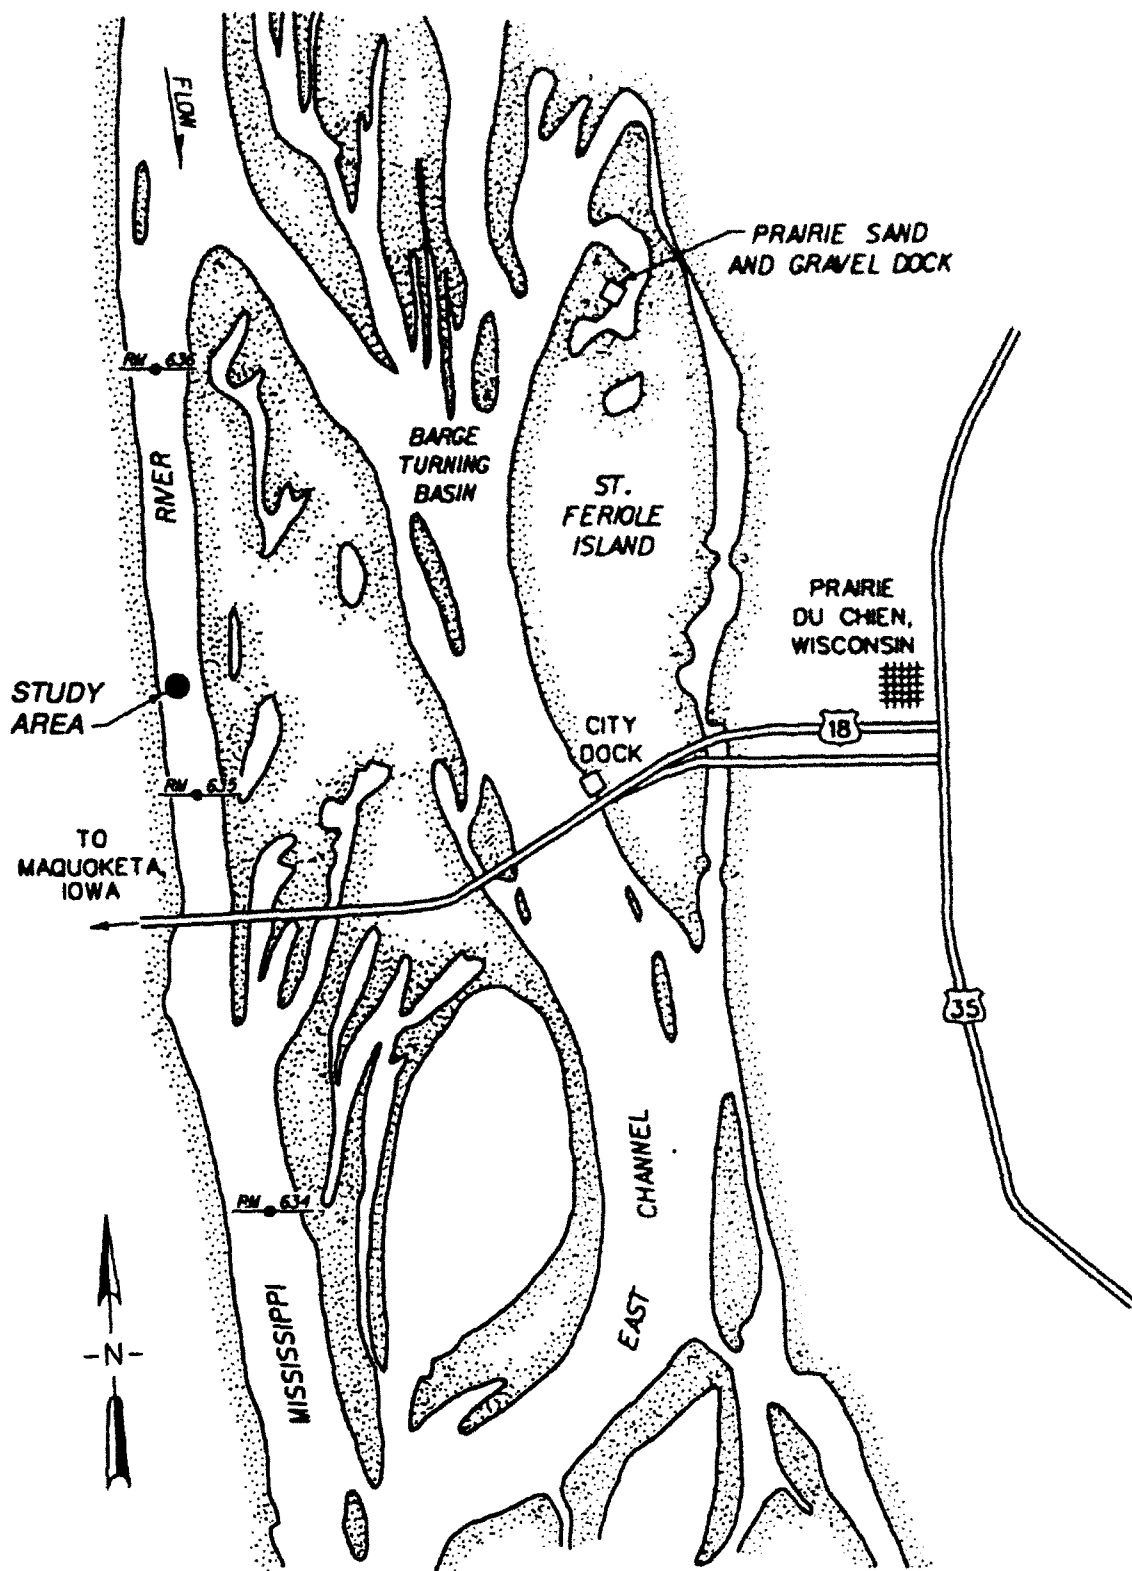 FLOW
PRAIRIE SAND
AND GRAVEL DOCK
RM 636
BARGE
TURNING
BASIN
RIVER
ST.
FERIOLE
ISLAND
PRAIRIE
DU CHIEN,
WISCONSIN
STUDY
AREA
CITY
DOCK
18
RM 635
TO
MAQUOKETA,
IOWA
35
CHANNEL
RM 634
EAST
MISSISSIPPI
-N-